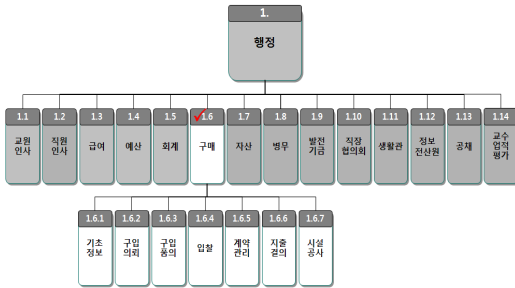 1.
행정
1.1 1.2 1.3 1.4 1.5 1.6 1.7 1.8 1.9 1.10 1.11 1.12 1.13 1.14
교원 인사
직원 인사
급여
예산
회계
구매
자산
병무
발전 기금
직장 협의회
생활관
정보 전산원
공채
교수 업적 평가
1.6.1 1.6.2 1.6.3 1.6.4 1.6.5 1.6.6 1.6.7
기초 정보
구입 의뢰
구입 품의
입찰
계약 관리
지출 결의
시설 공사